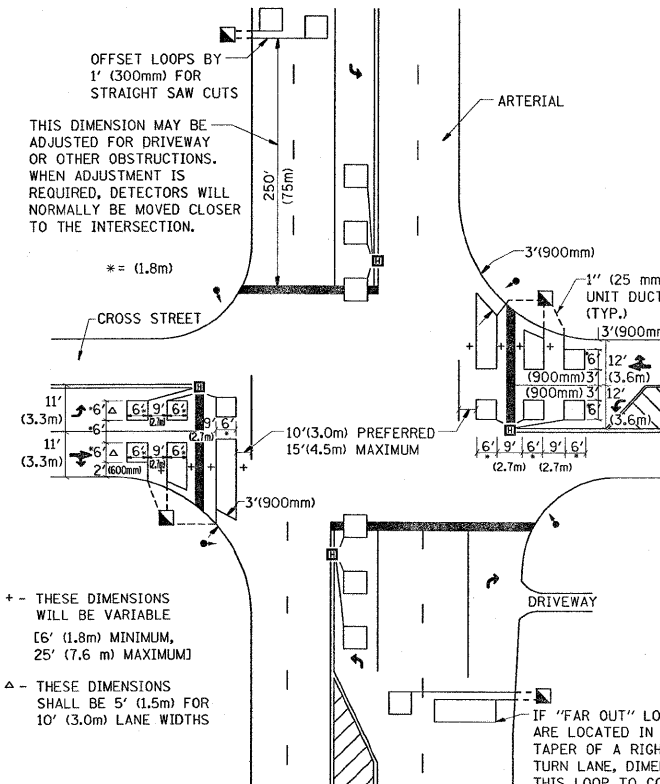 OFFSET LOOPS BY
1' (300mm) FOR
STRAIGHT SAW CUTS
ARTERIAL
THIS DIMENSION MAY BE
ADJUSTED FOR DRIVEWAY
OR OTHER OBSTRUCTIONS.
WHEN ADJUSTMENT IS
REQUIRED, DETECTORS WILL
NORMALLY BE MOVED CLOSER
TO THE INTERSECTION.
250'
(75m)
* = (1.8m)
3'(900mm)
1" (25 mm
UNIT DUCT
(TYP.)
CROSS STREET
3'(900mm
H
H
*6'
12'
(3.6m)
(900mm) 3'
(900mm) 3'
12'
*6'
(3.6m)
H
11'
(3.3m)
*6' △ 6' 9' 6'
* (2.7m) *
*6'
9' 6'
(2.7m) *
11'
(3.3m)
*6' △ 6' 9' 6'
* (2.7m) *
2' (600mm)
10'(3.0m) PREFERRED
15'(4.5m) MAXIMUM
H
6' 9' 6' 9' 6'
* * *
(2.7m) (2.7m)
3'(900mm)
H
+ - THESE DIMENSIONS
WILL BE VARIABLE
[6' (1.8m) MINIMUM,
25' (7.6 m) MAXIMUM]
DRIVEWAY
△ - THESE DIMENSIONS
SHALL BE 5' (1.5m) FOR
10' (3.0m) LANE WIDTHS
IF "FAR OUT" LO
ARE LOCATED IN
TAPER OF A RIGH
TURN LANE, DIME
THIS LOOP TO CO